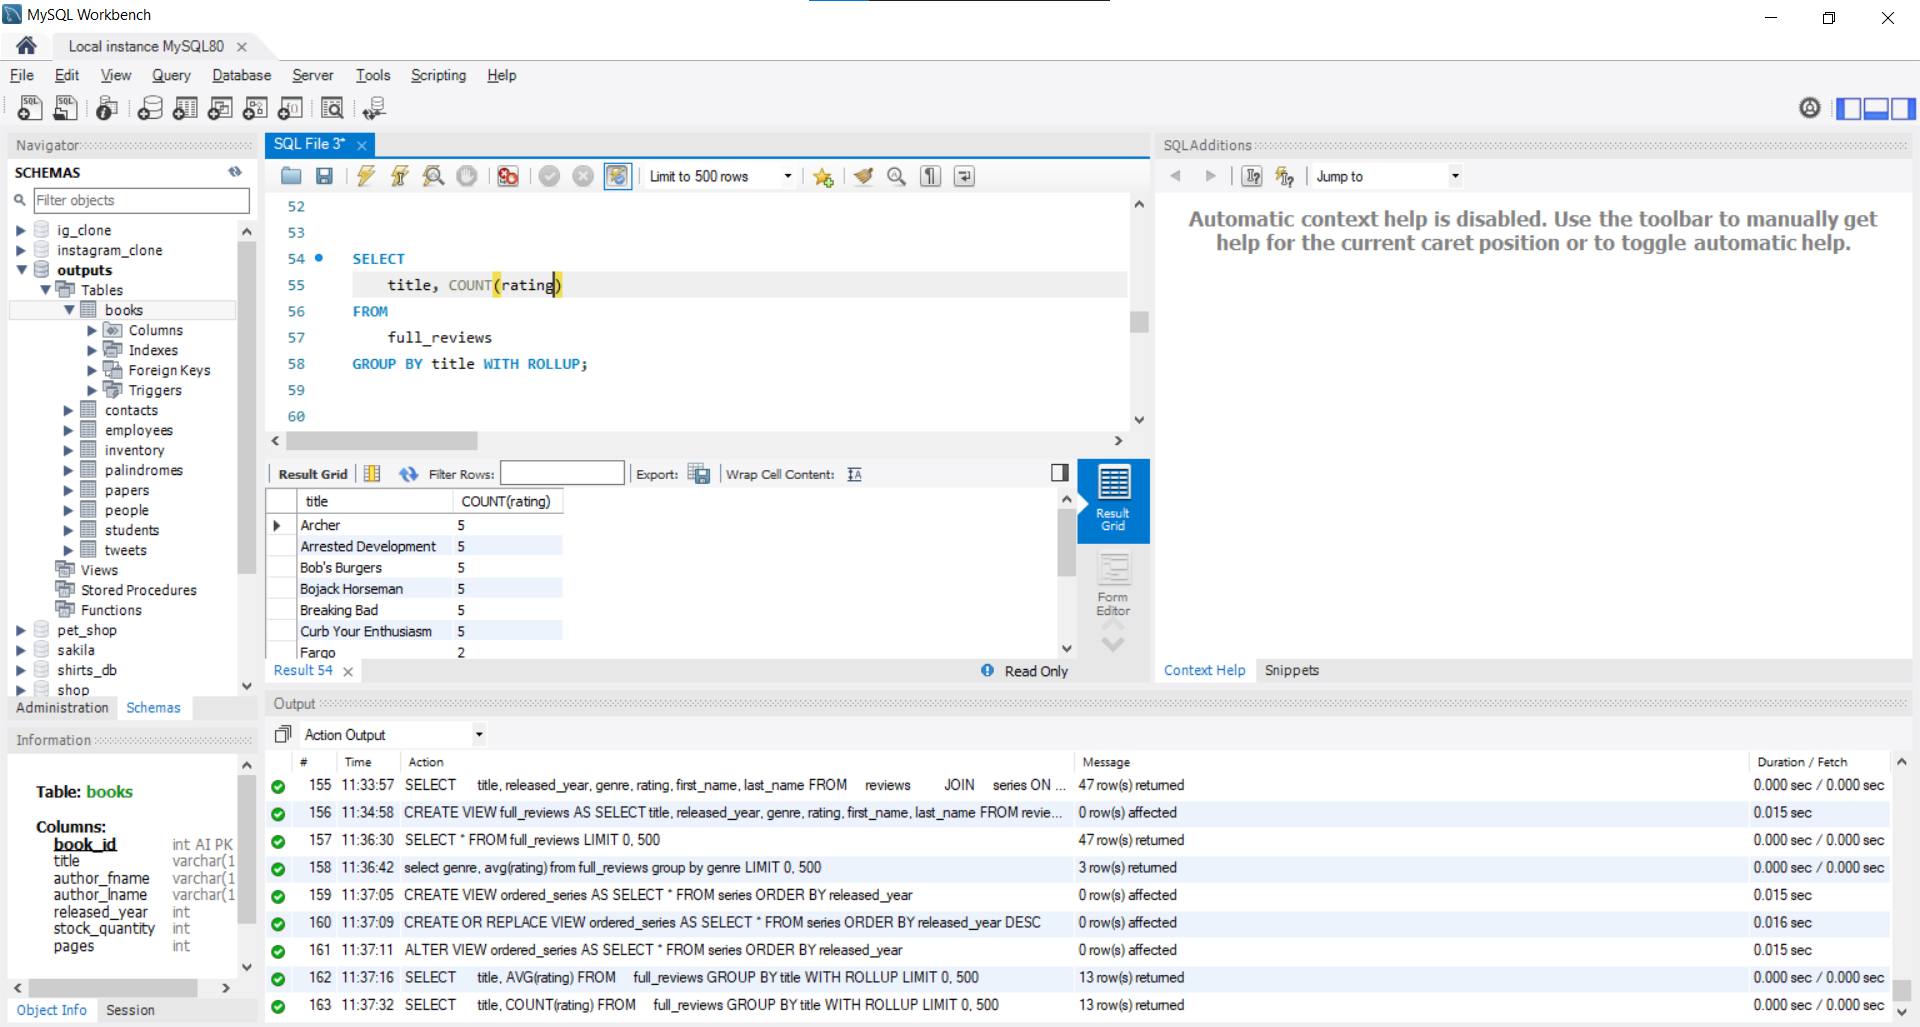 MySQL Workbench
Local instance MySQL80
File Edit View Query Database Server Tools Scripting Help
Navigator
SCHEMAS
Filter objects
ig_clone
instagram_clone
outputs
Tables
books
Columns
Indexes
Foreign Keys
Triggers
contacts
employees
inventory
palindromes
papers
people
students
tweets
Views
Stored Procedures
Functions
pet_shop
sakila
shirts_db
shop
Administration Schemas
Information
Table: books
Columns:
book_id int AI PK
title varchar(1
author_fname varchar(1
author_lname varchar(1
released_year int
stock_quantity int
pages int
Object Info Session
SQL File 3*
Limit to 500 rows
52
53
54 SELECT
55 title, COUNT(rating)
56 FROM
57 full_reviews
58 GROUP BY title WITH ROLLUP;
59
60
Result Grid Filter Rows: Export: Wrap Cell Content:
title COUNT(rating)
Archer 5
Arrested Development 5
Bob's Burgers 5
Bojack Horseman 5
Breaking Bad 5
Curb Your Enthusiasm 5
Fargo 2
Result
Grid
Form
Editor
Result 54 Read Only
SQLAdditions
Jump to
Automatic context help is disabled. Use the toolbar to manually get
help for the current caret position or to toggle automatic help.
Context Help Snippets
Output
Action Output
# Time Action Message Duration / Fetch
155 11:33:57 SELECT title, released_year, genre, rating, first_name, last_name FROM reviews JOIN series ON ... 47 row(s) returned 0.000 sec / 0.000 sec
156 11:34:58 CREATE VIEW full_reviews AS SELECT title, released_year, genre, rating, first_name, last_name FROM revie... 0 row(s) affected 0.015 sec
157 11:36:30 SELECT * FROM full_reviews LIMIT 0, 500 47 row(s) returned 0.000 sec / 0.000 sec
158 11:36:42 select genre, avg(rating) from full_reviews group by genre LIMIT 0, 500 3 row(s) returned 0.000 sec / 0.000 sec
159 11:37:05 CREATE VIEW ordered_series AS SELECT * FROM series ORDER BY released_year 0 row(s) affected 0.015 sec
160 11:37:09 CREATE OR REPLACE VIEW ordered_series AS SELECT * FROM series ORDER BY released_year DESC 0 row(s) affected 0.016 sec
161 11:37:11 ALTER VIEW ordered_series AS SELECT * FROM series ORDER BY released_year 0 row(s) affected 0.015 sec
162 11:37:16 SELECT title, AVG(rating) FROM full_reviews GROUP BY title WITH ROLLUP LIMIT 0, 500 13 row(s) returned 0.000 sec / 0.000 sec
163 11:37:32 SELECT title, COUNT(rating) FROM full_reviews GROUP BY title WITH ROLLUP LIMIT 0, 500 13 row(s) returned 0.000 sec / 0.000 sec